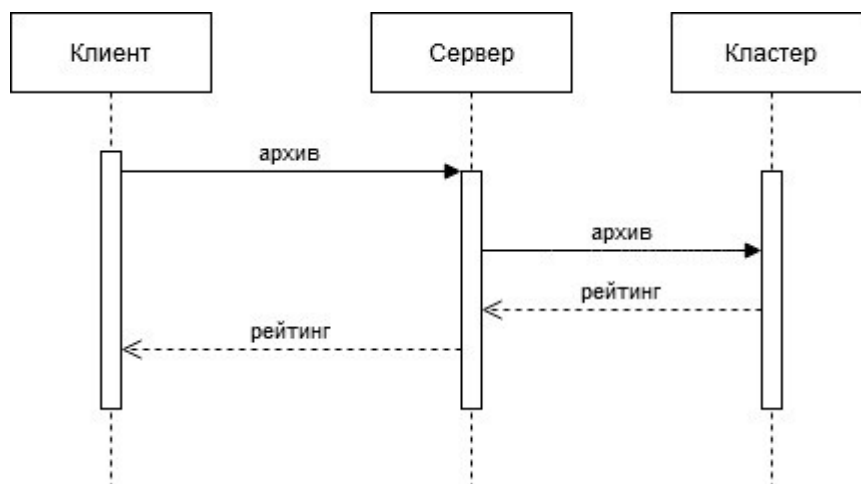 Клиент
Сервер
Кластер
архив
архив
рейтинг
рейтинг